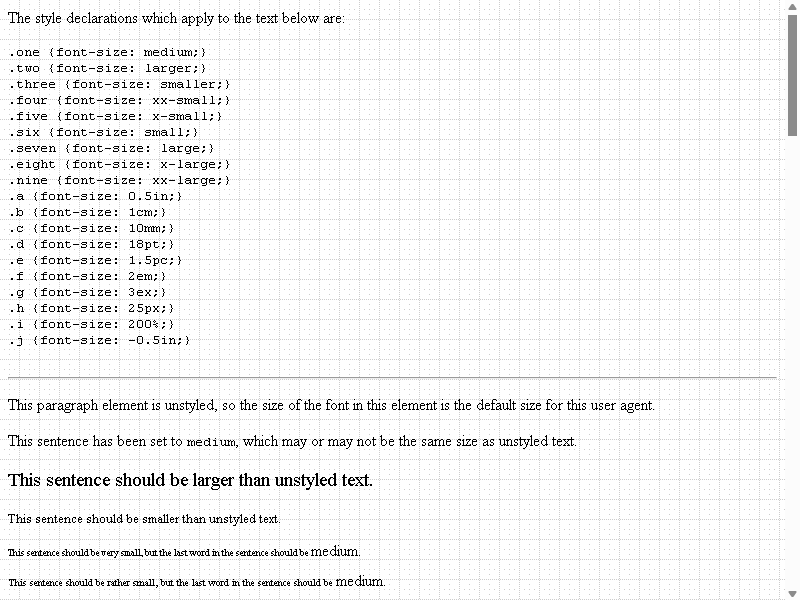 The style declarations which apply to the text below are:
.one {font-size: medium;}
.two {font-size: larger;}
.three {font-size: smaller;}
.four {font-size: xx-small;}
.five {font-size: x-small;}
.six {font-size: small;}
.seven {font-size: large;}
.eight {font-size: x-large;}
.nine {font-size: xx-large;}
.a {font-size: 0.5in;}
.b {font-size: 1cm;}
.c {font-size: 10mm;}
.d {font-size: 18pt;}
.e {font-size: 1.5pc;}
.f {font-size: 2em;}
.g {font-size: 3ex;}
.h {font-size: 25px;}
.i {font-size: 200%;}
.j {font-size: -0.5in;}
This paragraph element is unstyled, so the size of the font in this element is the default size for this user agent.
This sentence has been set to medium, which may or may not be the same size as unstyled text.
This sentence should be larger than unstyled text.
This sentence should be smaller than unstyled text.
This sentence should be very small, but the last word in the sentence should be medium.
This sentence should be rather small, but the last word in the sentence should be medium.